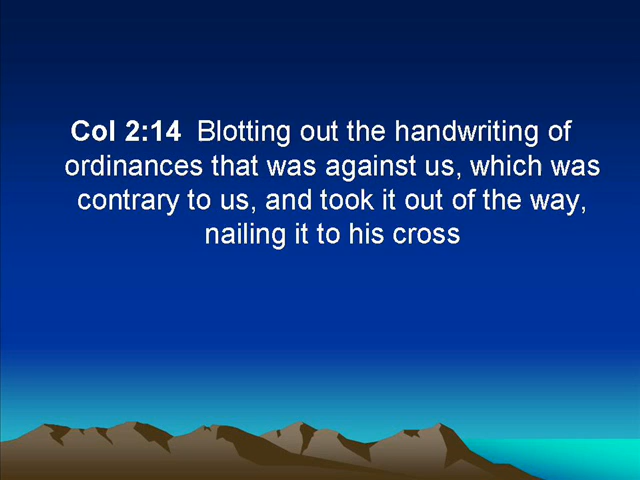 Col 2:14  Blotting out the handwriting of
ordinances that was against us, which was
contrary to us, and took it out of the way,
nailing it to his cross